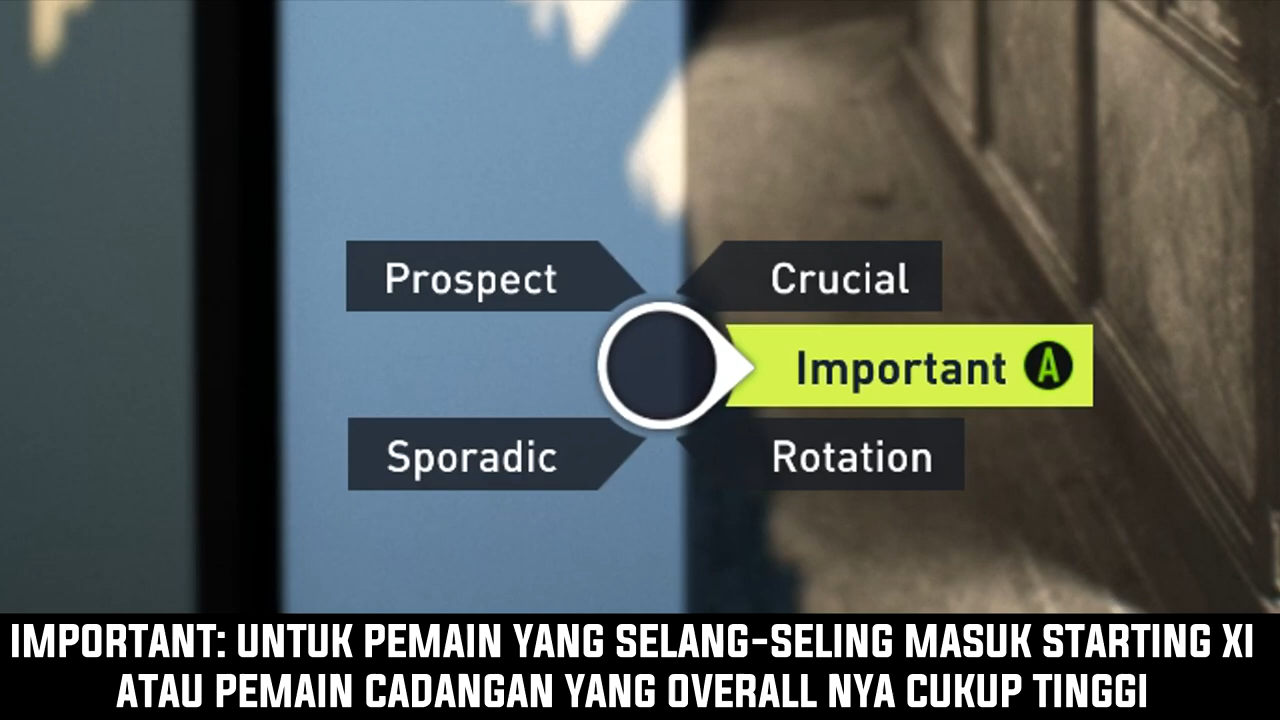 Prospect
Crucial
Important A
Sporadic
Rotation
IMPORTANT: UNTUK PEMAIN YANG SELANG-SELING MASUK STARTING XI
ATAU PEMAIN CADANGAN YANG OVERALL NYA CUKUP TINGGI